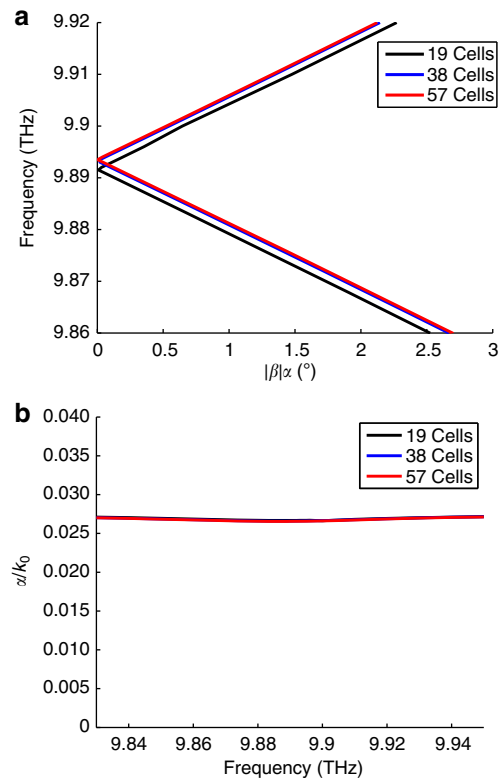 a
9.92
9.91
9.9
9.89
9.88
9.87
9.86
Frequency (THz)
19 Cells
38 Cells
57 Cells
0 0.5 1 1.5 2 2.5 3
|β|α (°)
b
0.040
0.035
0.030
0.025
0.020
0.015
0.010
0.005
0
α/k0
19 Cells
38 Cells
57 Cells
9.84 9.86 9.88 9.9 9.92 9.94
Frequency (THz)